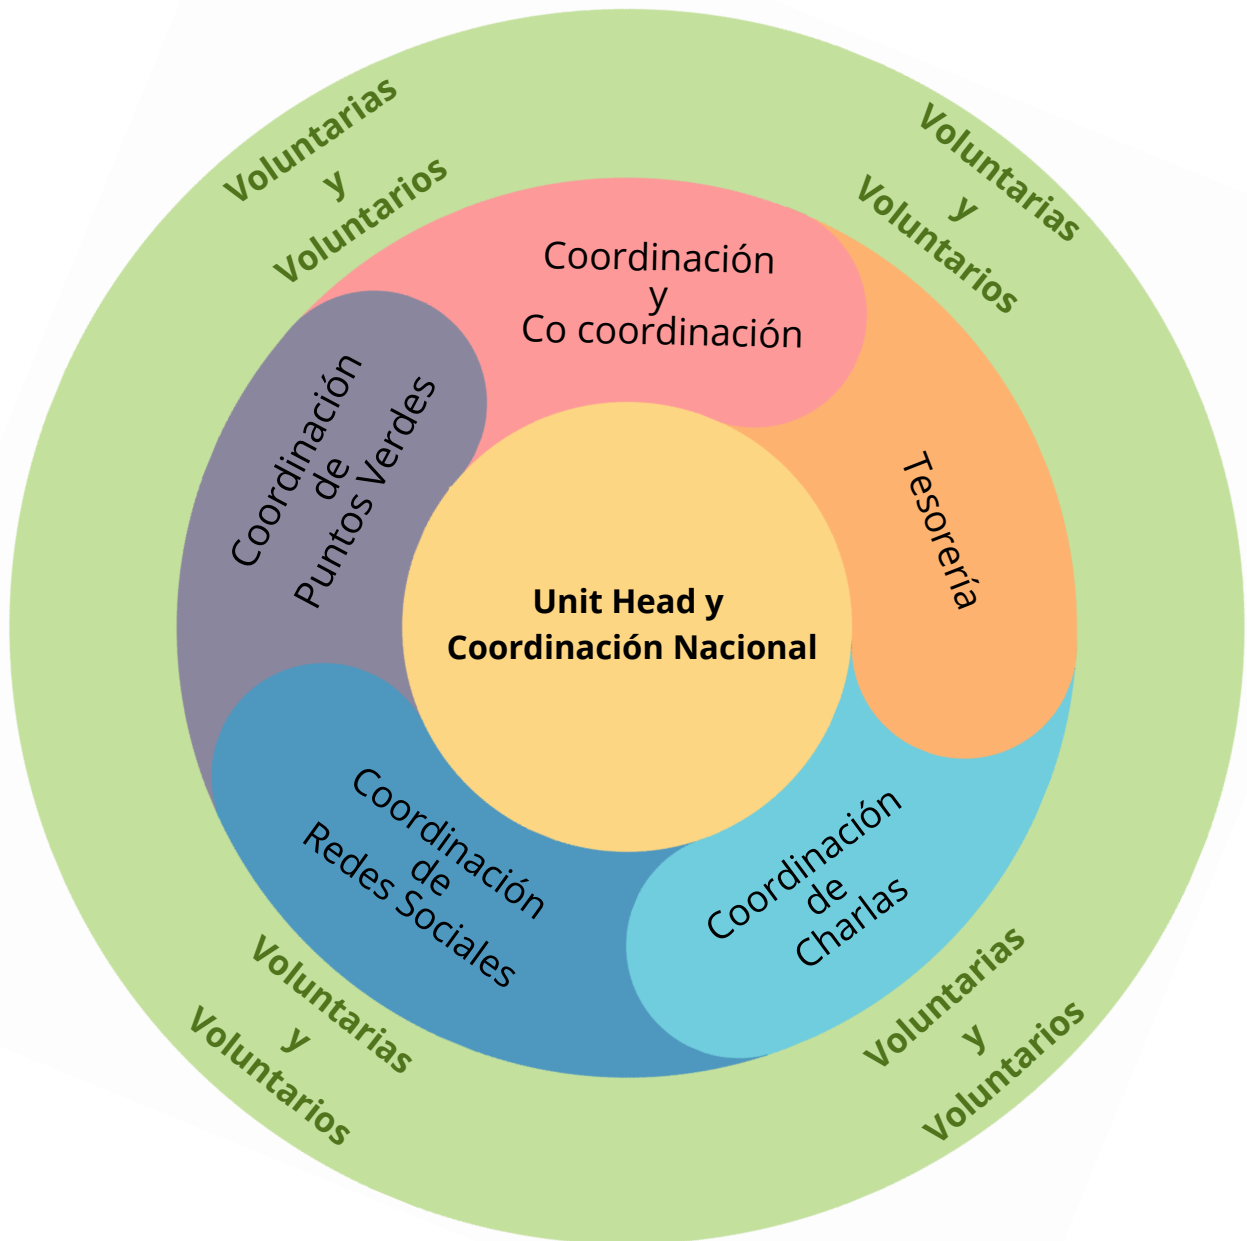 Voluntarias
y
Voluntarios
Voluntarias
y
Voluntarios
Coordinación
y
Co coordinación
Coordinación
de
Puntos Verdes
Tesorería
Unit Head y
Coordinación Nacional
Coordinación
de
Redes Sociales
Coordinación
de
Charlas
Voluntarias
y
Voluntarios
Voluntarias
y
Voluntarios